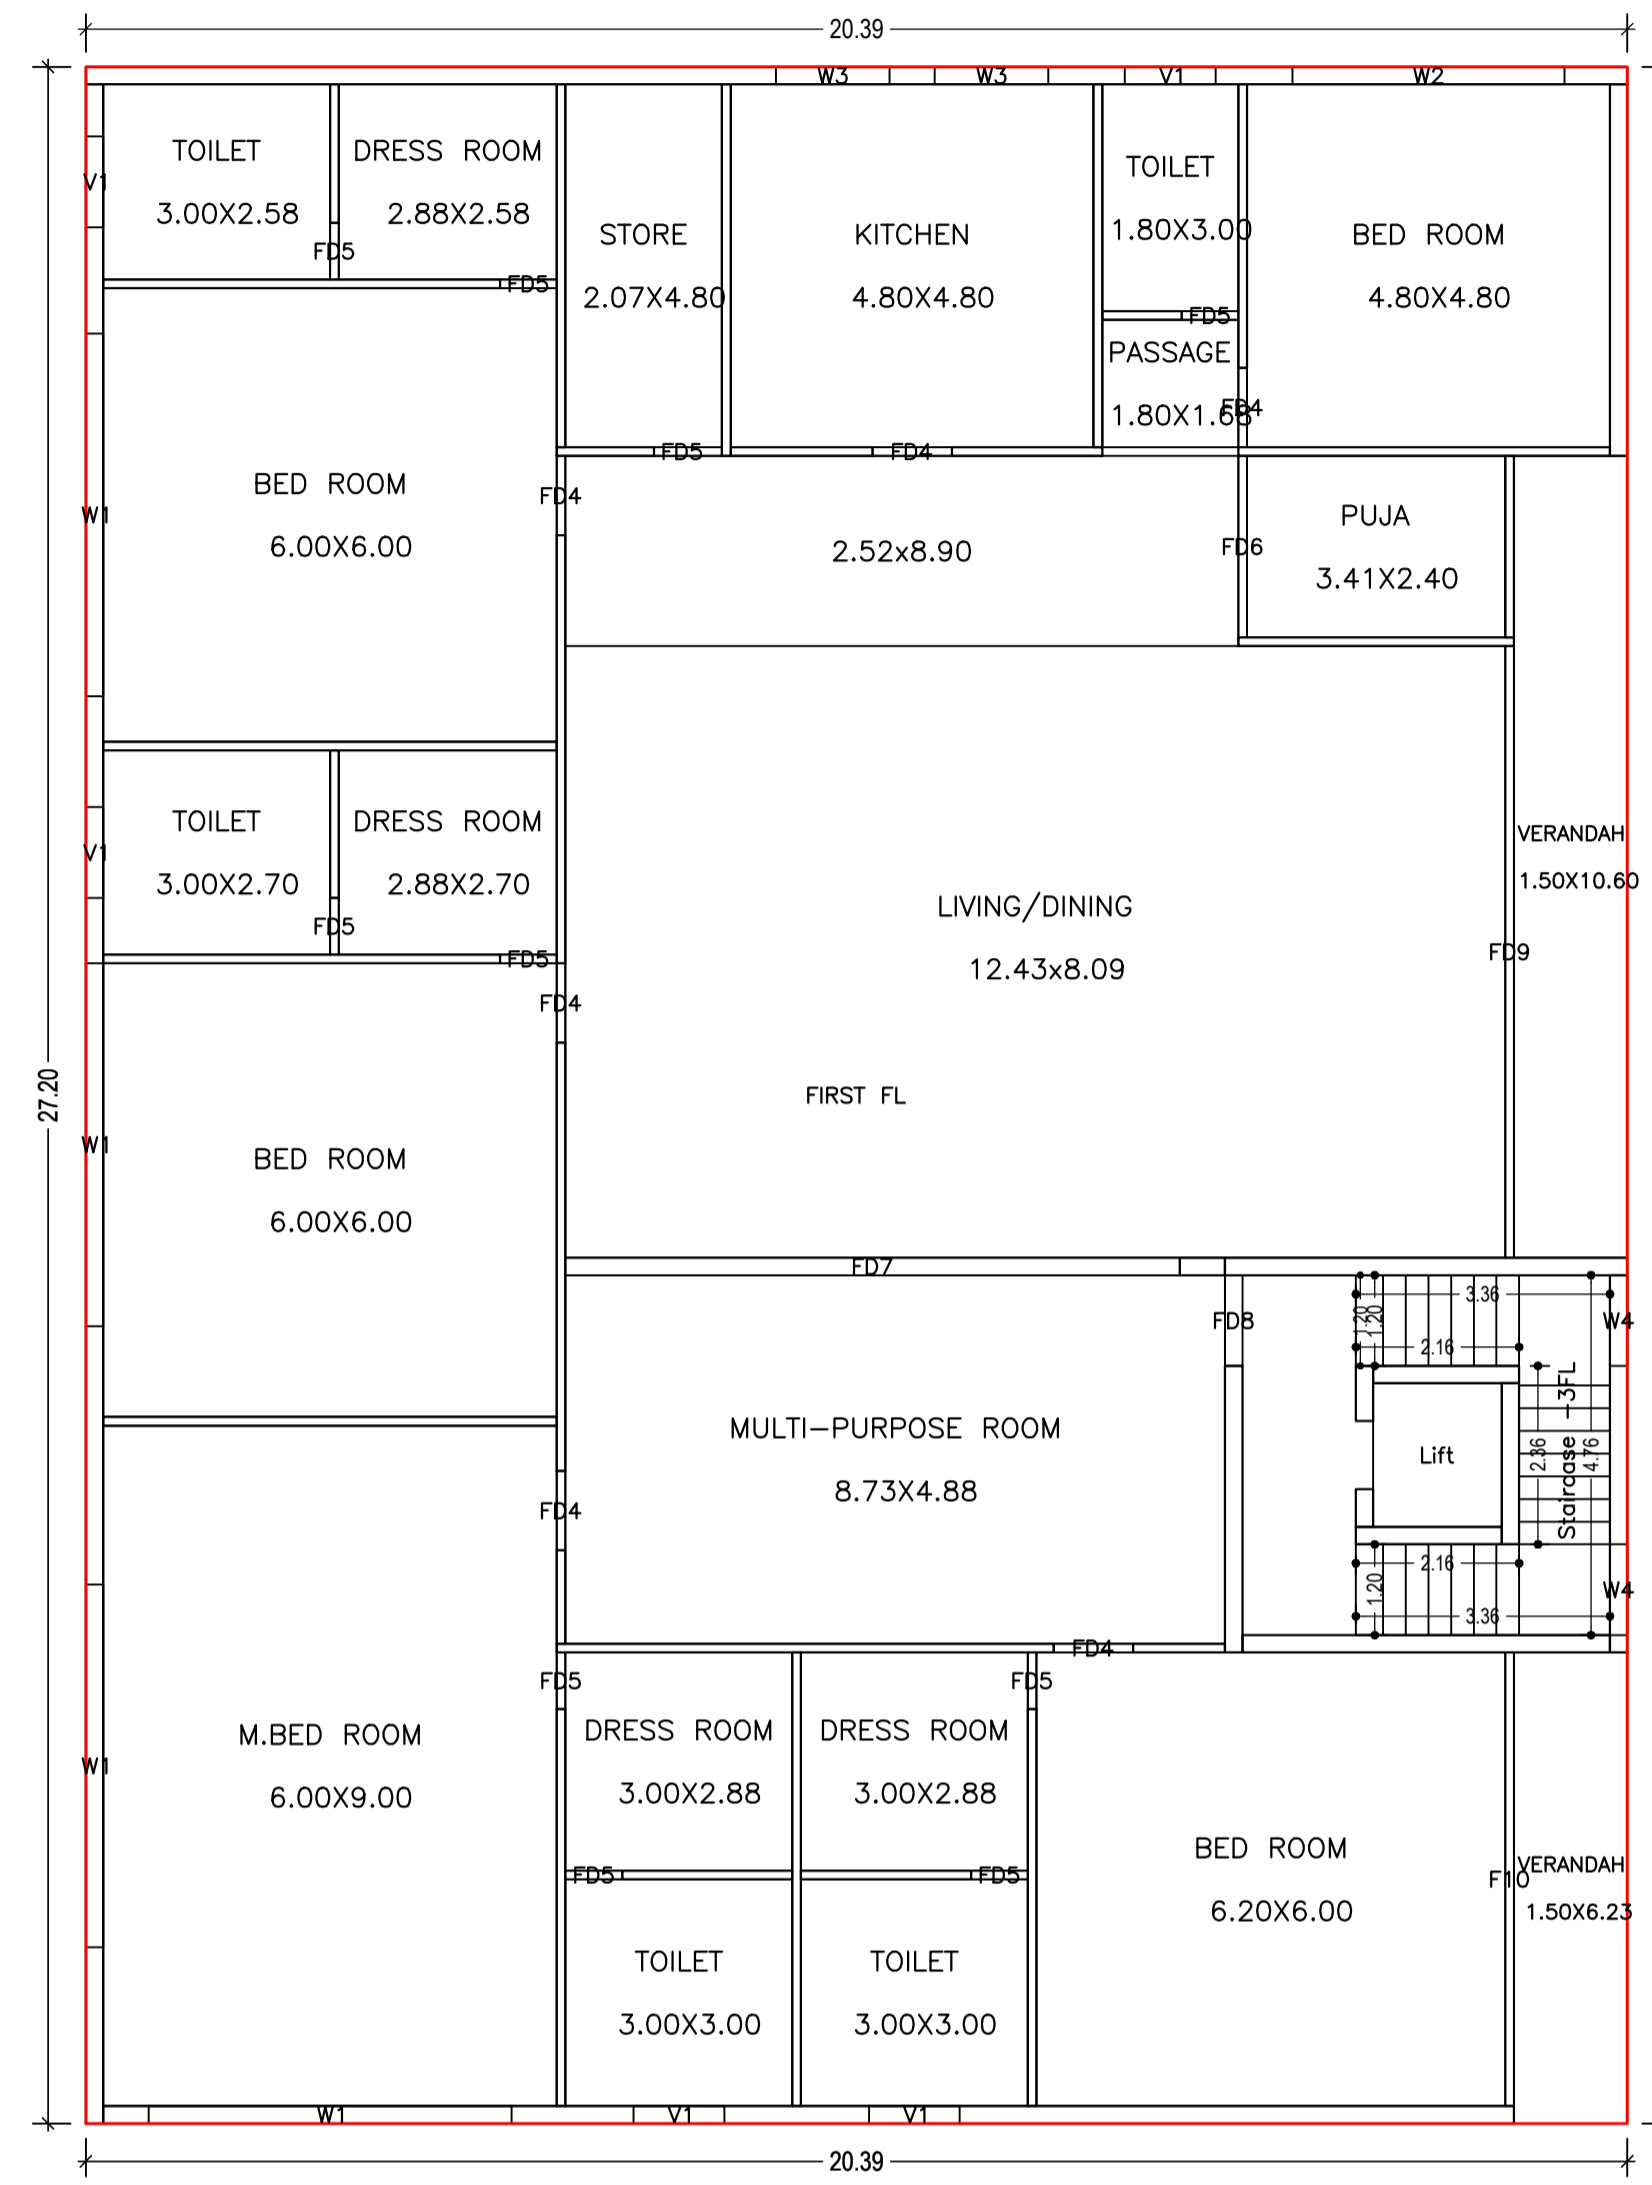 20.39
W3
W3
V1
W2
TOILET
3.00X2.58
DRESS ROOM
2.88X2.58
V1
FD5
FD5
STORE
2.07X4.80
KITCHEN
4.80X4.80
TOILET
1.80X3.00
FD5
BED ROOM
4.80X4.80
PASSAGE
1.80X1.68
FD4
FD5
FD4
BED ROOM
6.00X6.00
W1
FD4
2.52x8.90
FD6
PUJA
3.41X2.40
TOILET
3.00X2.70
DRESS ROOM
2.88X2.70
V1
FD5
FD5
FD4
VERANDAH
1.50X10.60
LIVING/DINING
12.43x8.09
FD9
27.20
FIRST FL
W1
BED ROOM
6.00X6.00
FD7
FD8
3.36
1.20
1.20
2.16
W4
MULTI-PURPOSE ROOM
8.73X4.88
Lift
2.36
Staircase -3FL
4.76
FD4
2.16
1.20
3.36
W4
FD4
FD5
FD5
M.BED ROOM
6.00X9.00
W1
DRESS ROOM
3.00X2.88
DRESS ROOM
3.00X2.88
FD5
FD5
BED ROOM
6.20X6.00
F10
VERANDAH
1.50X6.23
TOILET
3.00X3.00
TOILET
3.00X3.00
W1
V1
V1
20.39